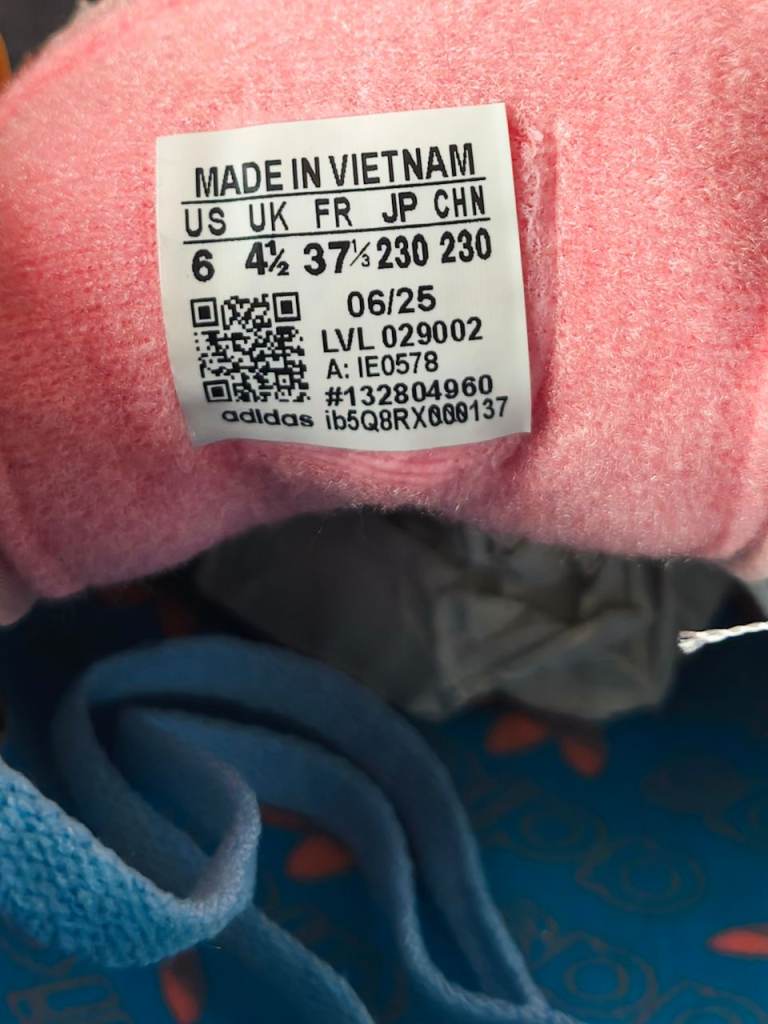 MADE IN VIETNAM
US UK FR JP CHN
6 4½ 37⅓ 230 230
06/25
LVL 029002
A: IE0578
#132804960
adidas ib5Q8RX000137